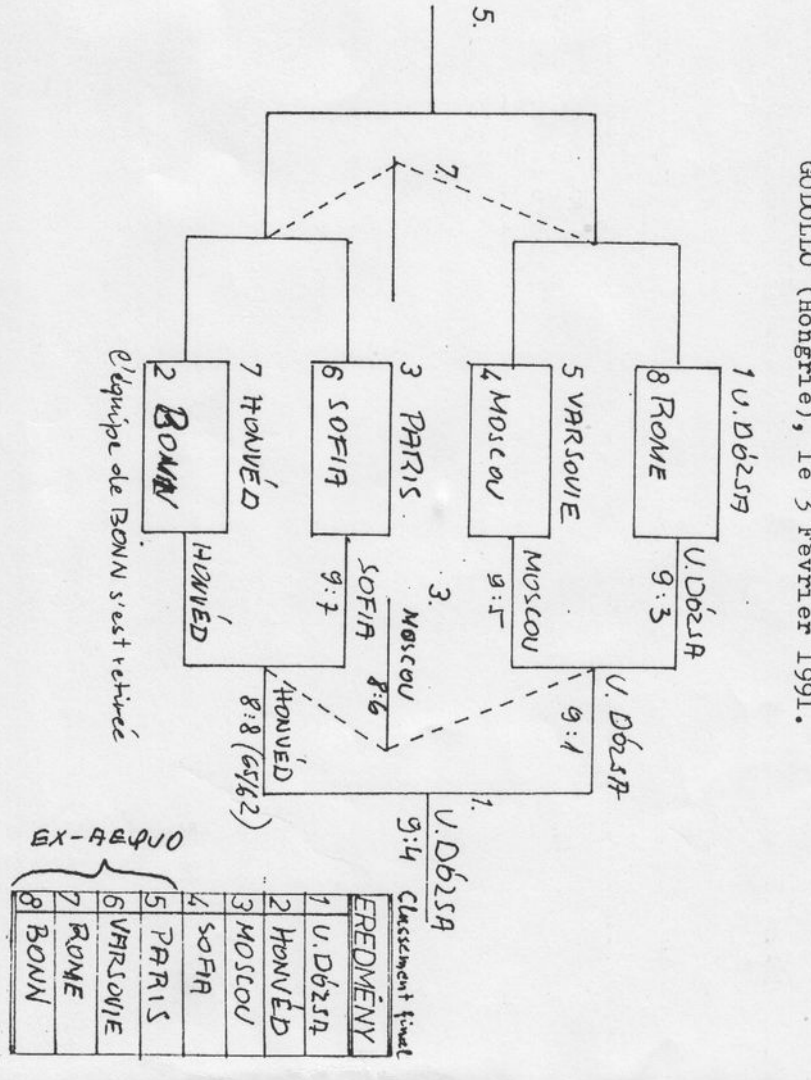 GÖDÖLLÖ (Hongrie), le 3 février 1991.
1 U. DÓZSA
8 ROME
U. DÓZSA
9:3
5 VARSOVIE
4 MOSCOU
MOSCOU
9:5
U. DÓZSA
9:1
3 PARIS
6 SOFIA
SOFIA
9:7
7 HONVÉD
2 BONN
HONVÉD
HONVÉD
8:8 (65/62)
l'équipe de BONN s'est retirée
1.
U. DÓZSA
9:4
3.
MOSCOU
8:6
5.
7.
Classement final
EREDMÉNY
1 U. DÓZSA
2 HONVÉD
3 MOSCOU
4 SOFIA
5 PARIS
6 VARSOVIE
7 ROME
8 BONN
EX-AEQUO